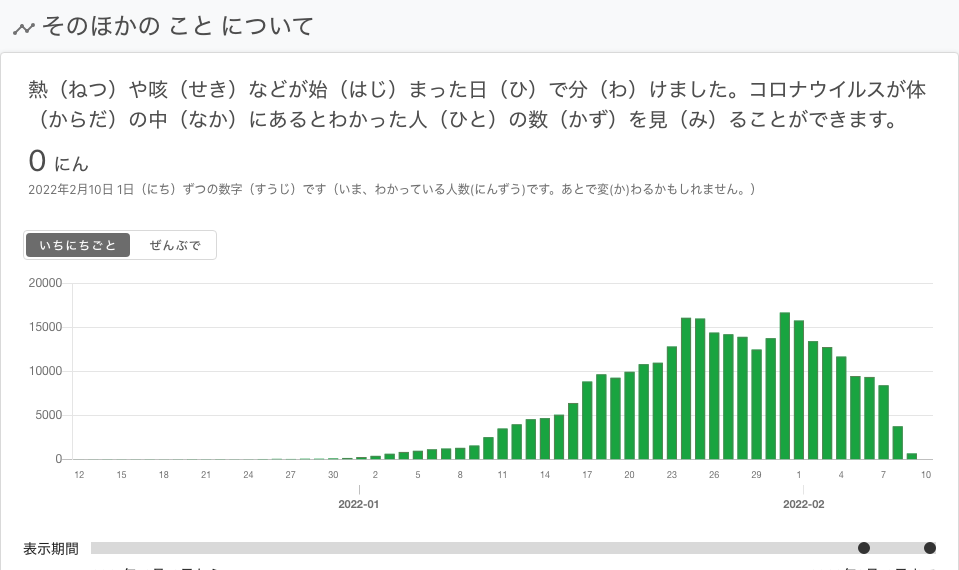 そのほかの こと について
熱（ねつ）や咳（せき）などが始（はじ）まった日（ひ）で分（わ）けました。コロナウイルスが体
（からだ）の中（なか）にあるとわかった人（ひと）の数（かず）を見（み）ることができます。
0 にん
2022年2月10日 1日（にち）ずつの数字（すうじ）です（いま、わかっている人数(にんずう)です。あとで変(か)わるかもしれません。）
いちにちごと ぜんぶで
20000
15000
10000
5000
0
12 15 18 21 24 27 30 2 5 8 11 14 17 20 23 26 29 1 4 7 10
2022-01 2022-02
表示期間